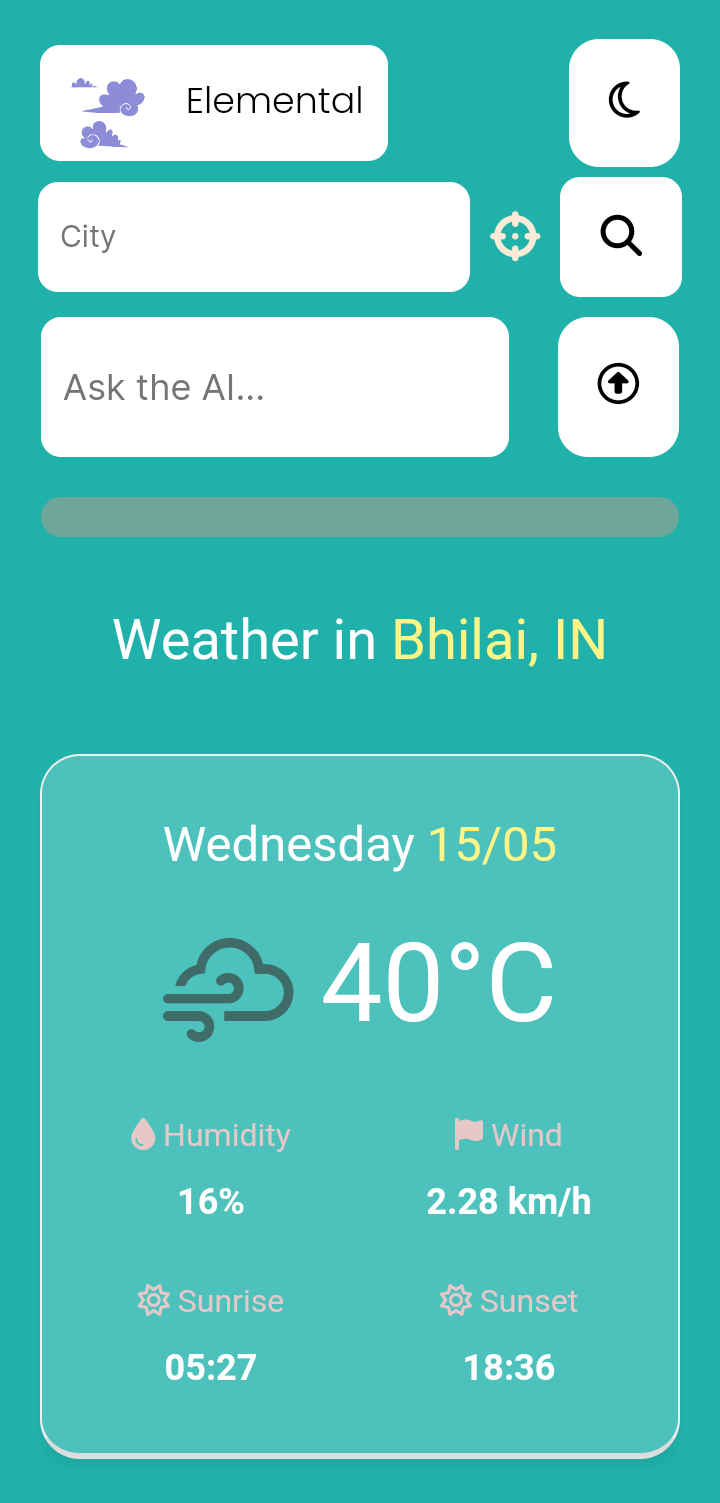 Elemental
City
Ask the AI...
Weather in Bhilai, IN
Wednesday 15/05
40°C
Humidity
Wind
16%
2.28 km/h
Sunrise
Sunset
05:27
18:36